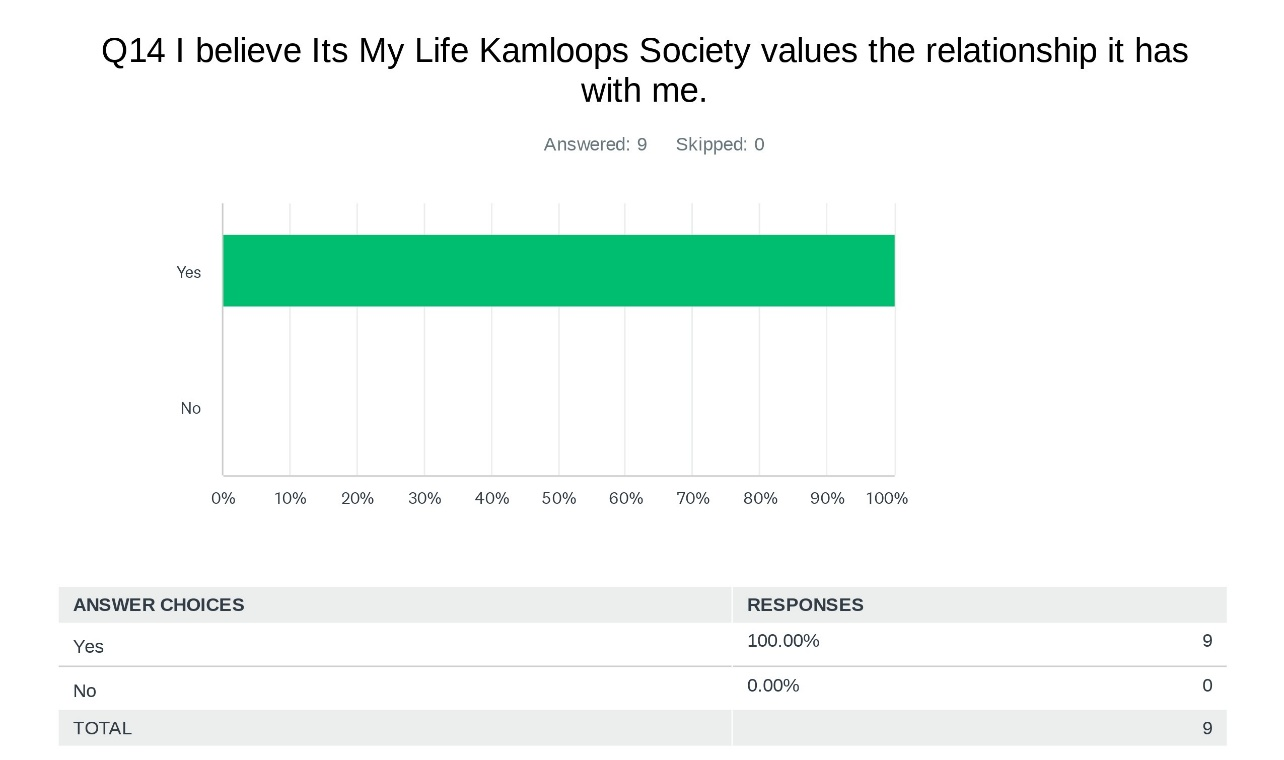 Q14 I believe Its My Life Kamloops Society values the relationship it has
with me.
Answered: 9 Skipped: 0
Yes
No
0% 10% 20% 30% 40% 50% 60% 70% 80% 90% 100%
ANSWER CHOICES RESPONSES
Yes 100.00% 9
No 0.00% 0
TOTAL 9